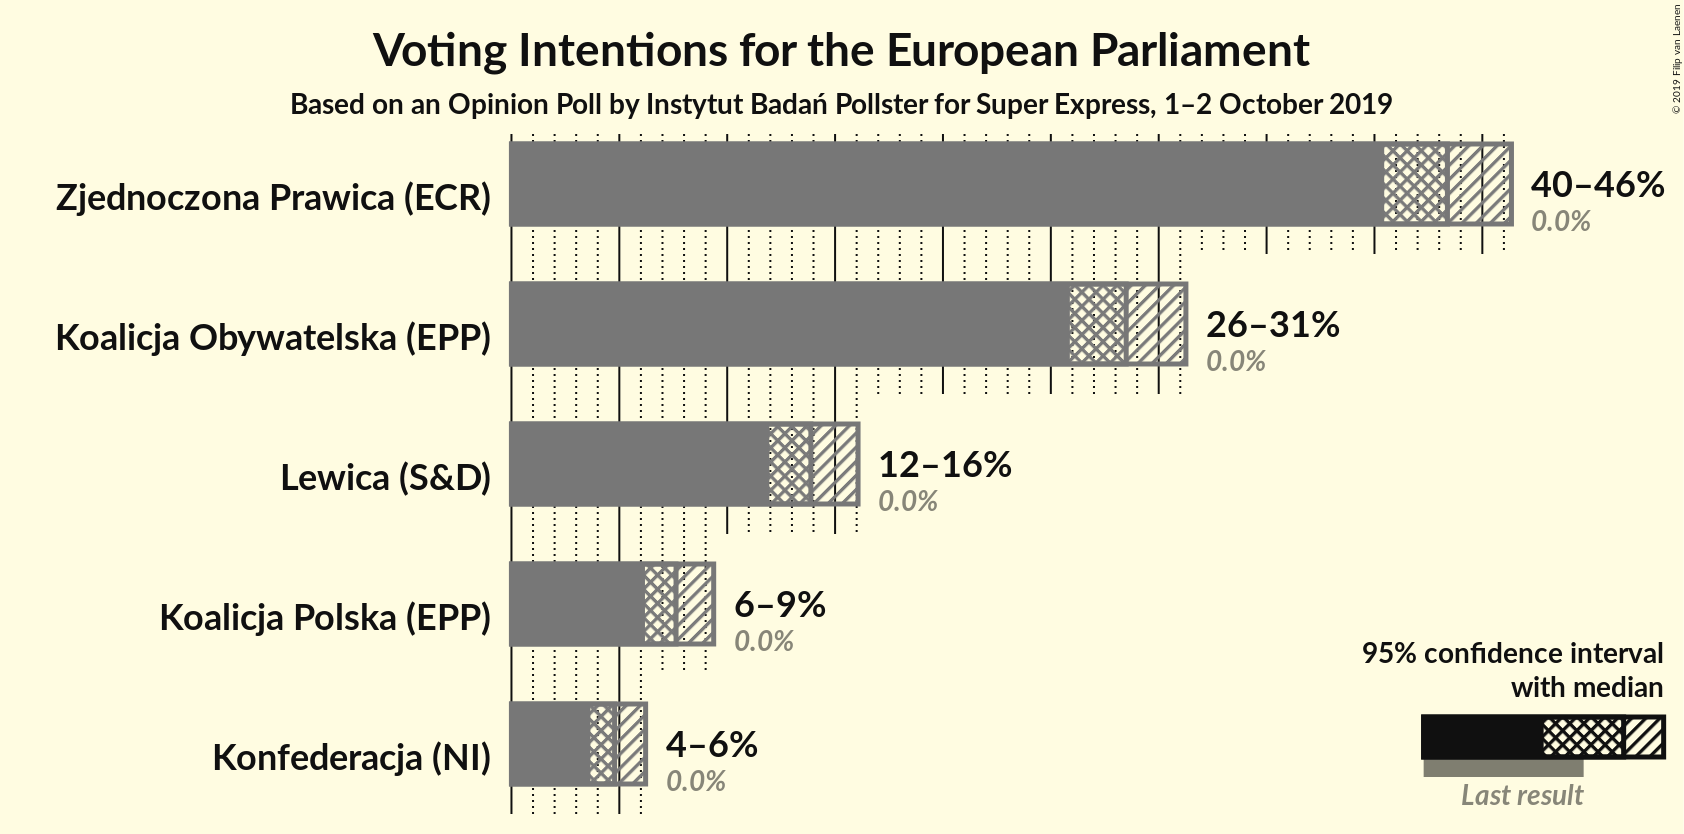 Voting Intentions for the European Parliament
Based on an Opinion Poll by Instytut Badań Pollster for Super Express, 1–2 October 2019
© 2019 Filip van Laenen
Zjednoczona Prawica (ECR)
40–46%
0.0%
Koalicja Obywatelska (EPP)
26–31%
0.0%
Lewica (S&D)
12–16%
0.0%
Koalicja Polska (EPP)
6–9%
0.0%
Konfederacja (NI)
4–6%
0.0%
95% confidence interval
with median
Last result